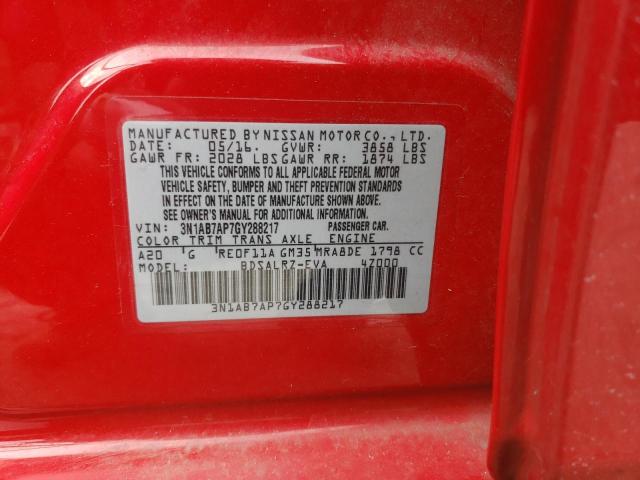 MANUFACTURED BY NISSAN MOTOR CO., LTD.
DATE: 05/16. GVWR: 3858 LBS
GAWR FR: 2028 LBS GAWR RR: 1874 LBS
THIS VEHICLE CONFORMS TO ALL APPLICABLE FEDERAL MOTOR
VEHICLE SAFETY, BUMPER AND THEFT PREVENTION STANDARDS
IN EFFECT ON THE DATE OF MANUFACTURE SHOWN ABOVE.
SEE OWNER'S MANUAL FOR ADDITIONAL INFORMATION.
VIN: 3N1AB7AP7GY288217 PASSENGER CAR.
COLOR TRIM TRANS AXLE ENGINE
A20 G RE0F11A GM35 MRA8DE 1798 CC
MODEL: BDSALRZ-EVA 4Z000
3N1AB7AP7GY288217